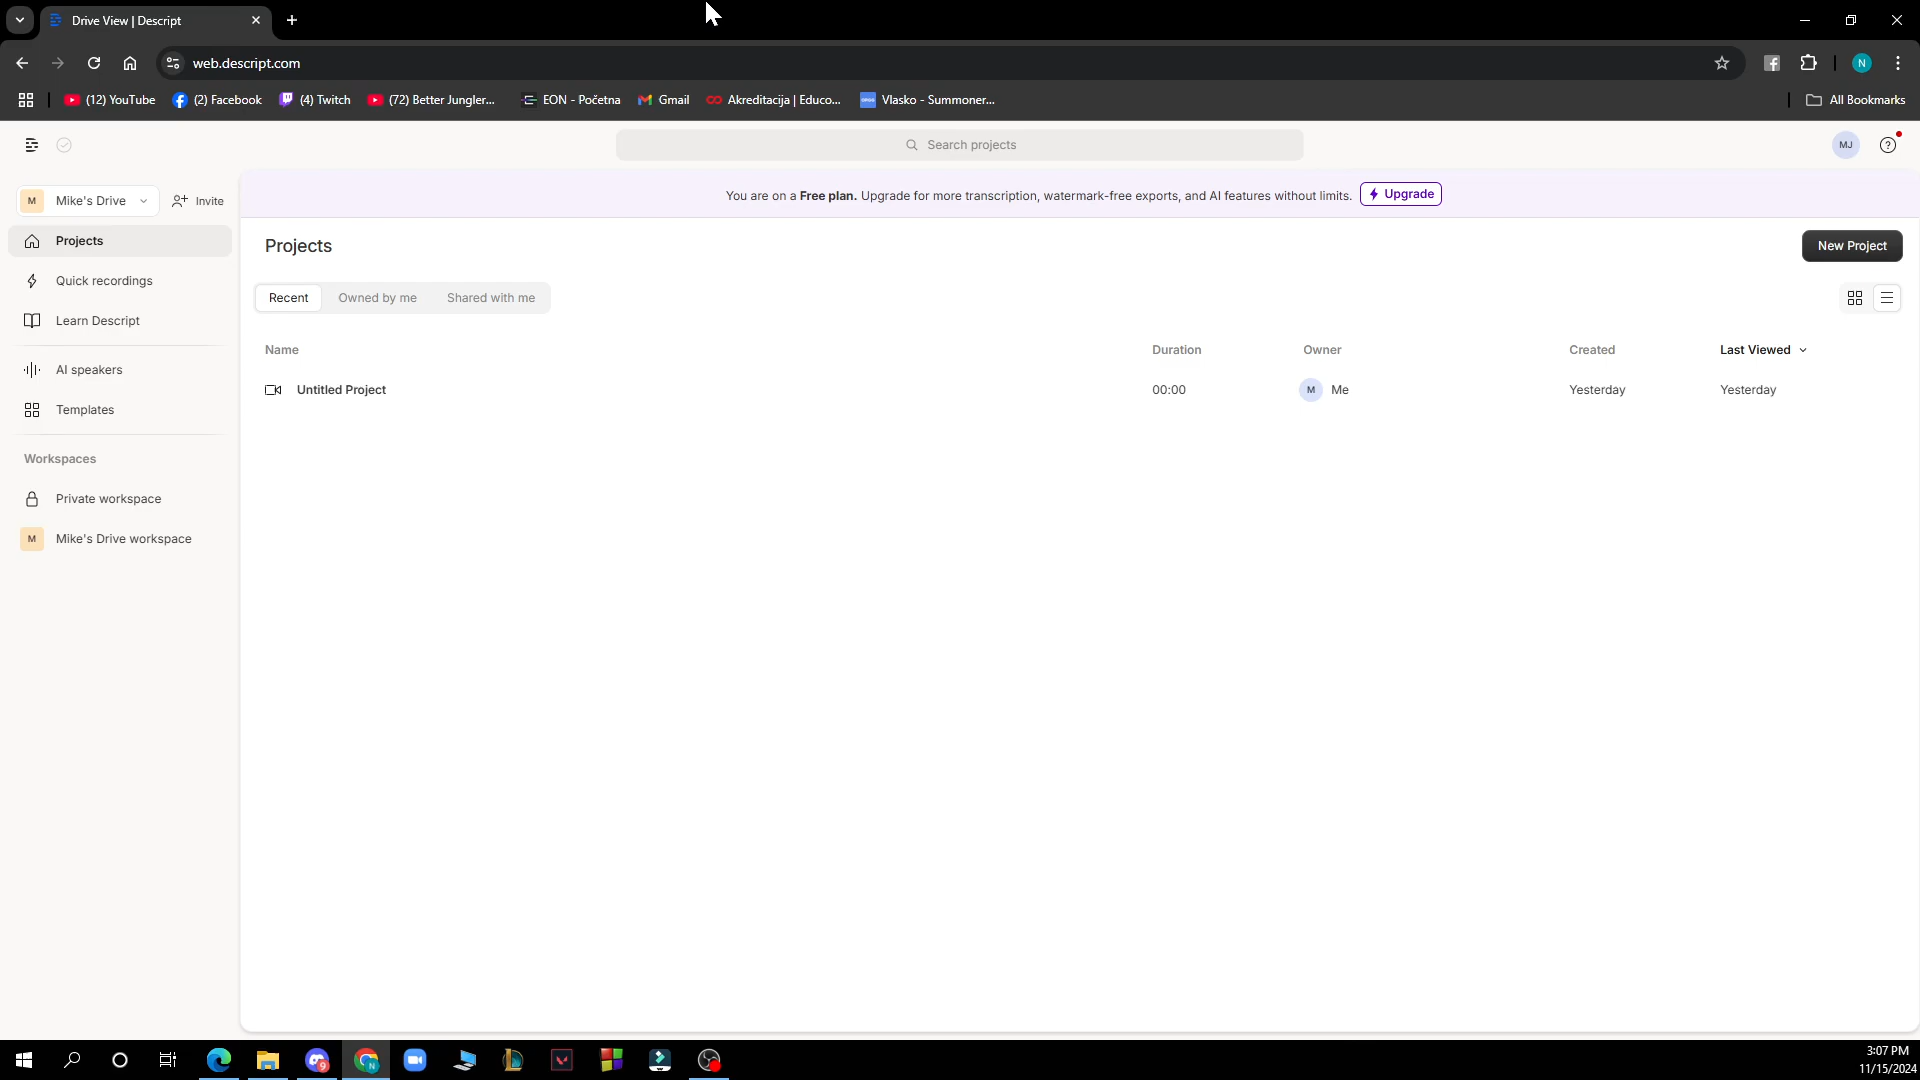 Drive View | Descript
web.descript.com
(12) YouTube
(2) Facebook
(4) Twitch
(72) Better Jungler...
EON - Početna
Gmail
Akreditacija | Educo...
Vlasko - Summoner...
All Bookmarks
N
Search projects
MJ
M Mike's Drive
Invite
You are on a Free plan. Upgrade for more transcription, watermark-free exports, and AI features without limits.
Upgrade
Projects
Quick recordings
Learn Descript
AI speakers
Templates
Workspaces
Private workspace
M Mike's Drive workspace
Projects
New Project
Recent
Owned by me
Shared with me
Name Duration Owner Created Last Viewed
Untitled Project 00:00 M Me Yesterday Yesterday
9
N
3:07 PM
11/15/2024